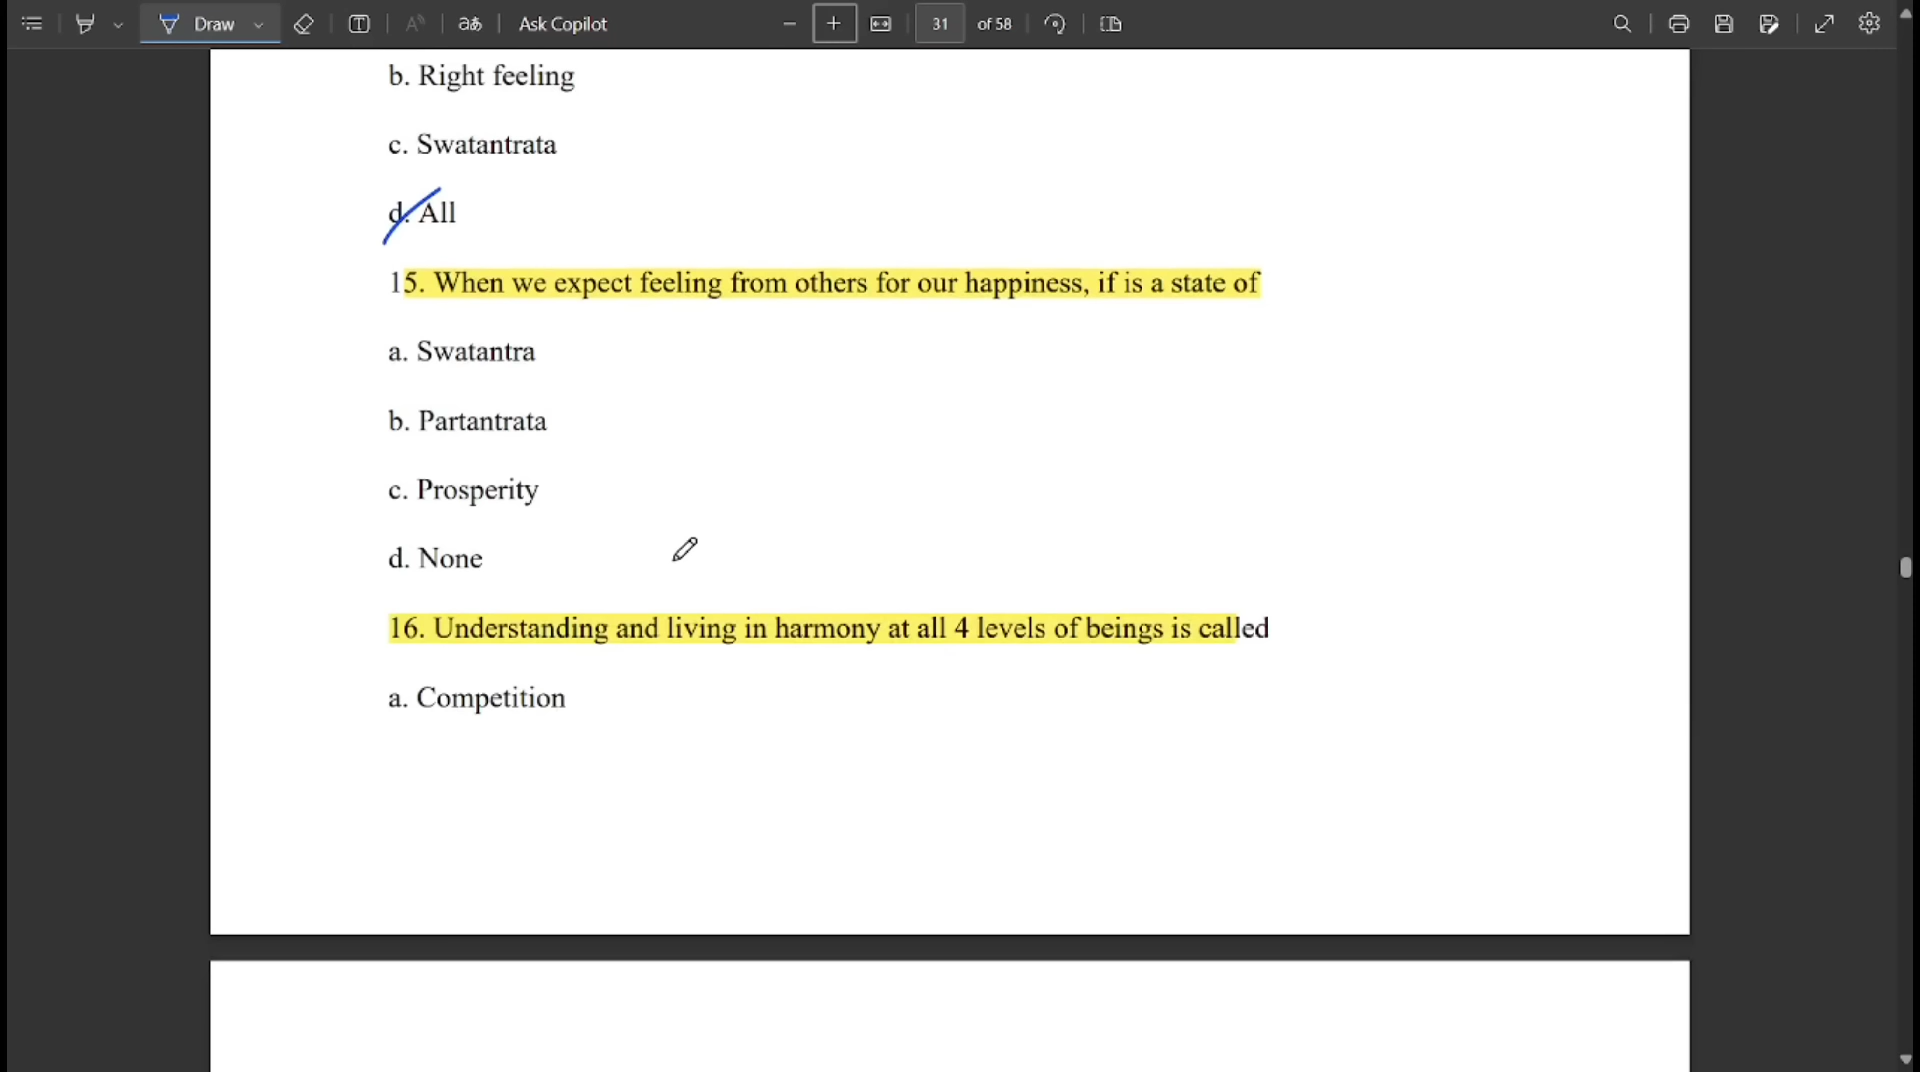 Draw
Ask Copilot
31 of 58
b. Right feeling
c. Swatantrata
d. All
15. When we expect feeling from others for our happiness, if is a state of
a. Swatantra
b. Partantrata
c. Prosperity
d. None
16. Understanding and living in harmony at all 4 levels of beings is called
a. Competition